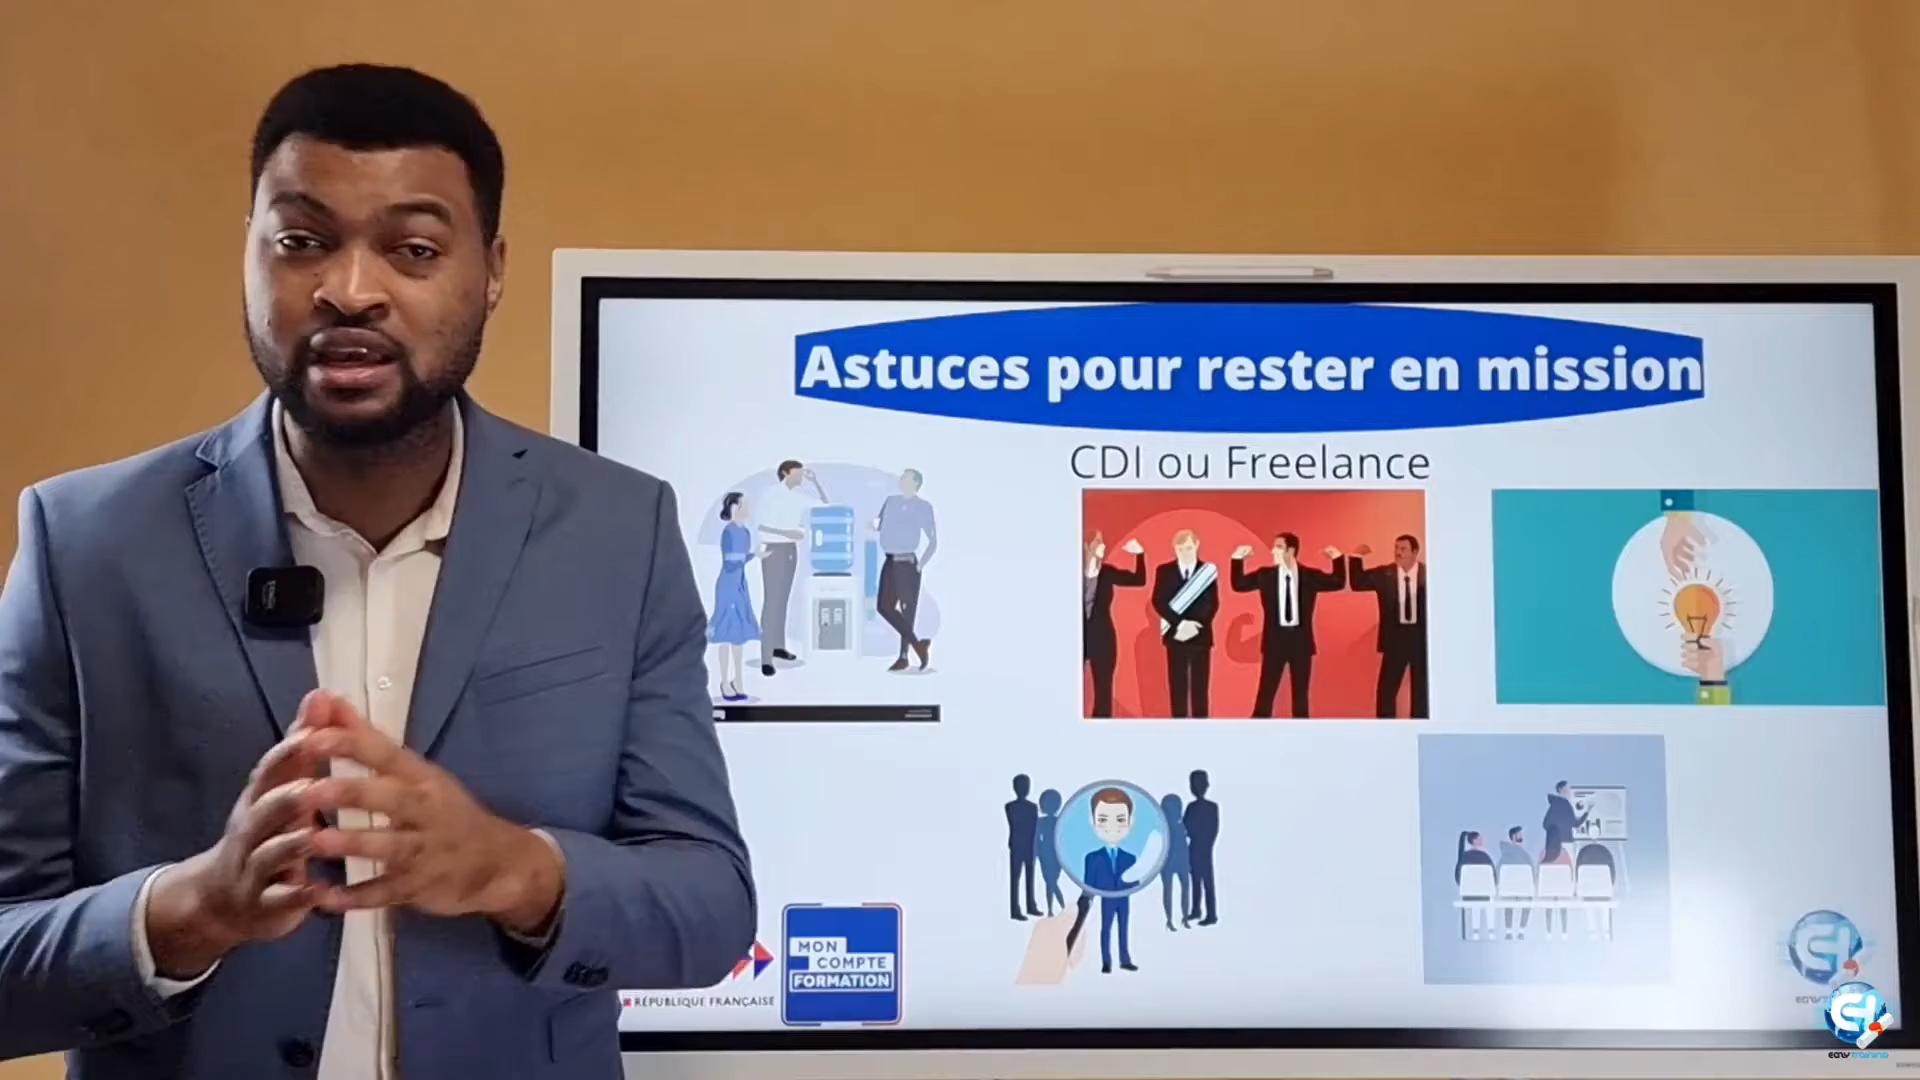 Astuces pour rester en mission
CDI ou Freelance
MON
COMPTE
FORMATION
RÉPUBLIQUE FRANÇAISE